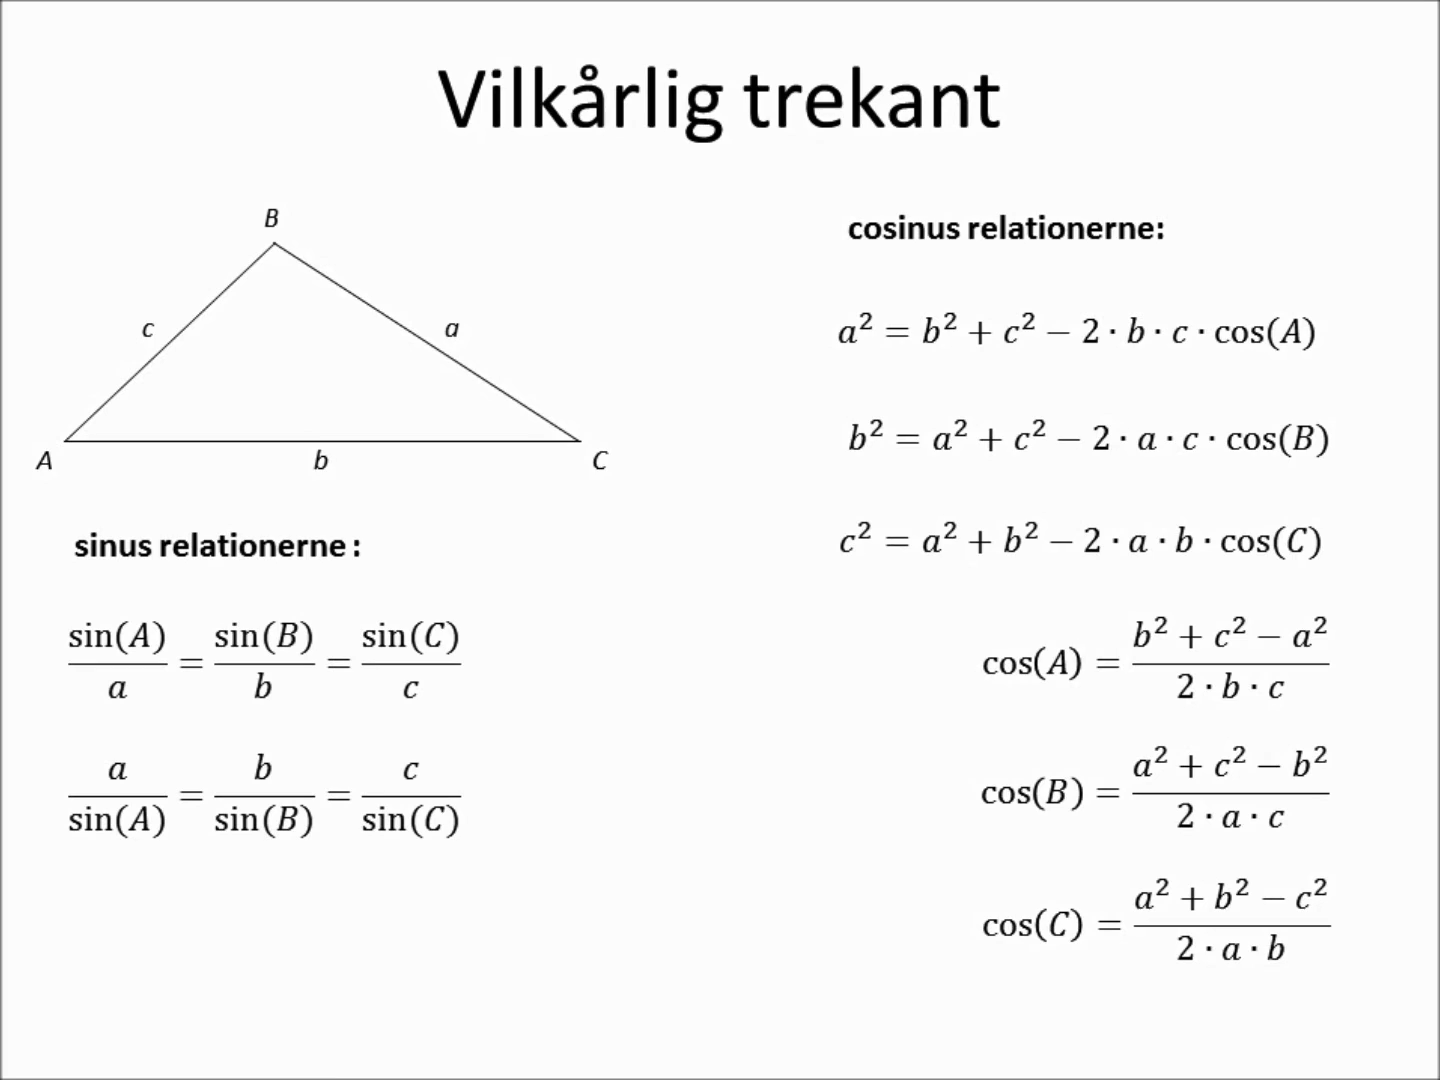 Vilkårlig trekant
B
c
a
A
b
C
sinus relationerne :
sin(A)/a = sin(B)/b = sin(C)/c
a/sin(A) = b/sin(B) = c/sin(C)
cosinus relationerne:
a² = b² + c² − 2 · b · c · cos(A)
b² = a² + c² − 2 · a · c · cos(B)
c² = a² + b² − 2 · a · b · cos(C)
cos(A) = (b² + c² − a²)/(2 · b · c)
cos(B) = (a² + c² − b²)/(2 · a · c)
cos(C) = (a² + b² − c²)/(2 · a · b)